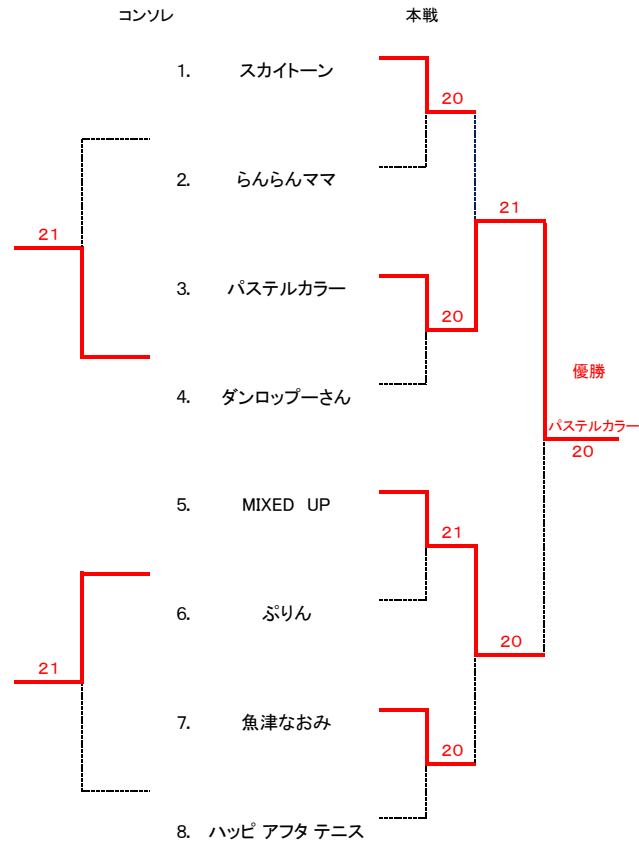 コンソレ 本戦
1. スカイトーン
20
2. らんらんママ
21 21
3. パステルカラー
20
優勝
4. ダンロップーさん
パステルカラー
20
5. MIXED UP
21
6. ぷりん
20
21
7. 魚津なおみ
20
8. ハッピ アフタ テニス